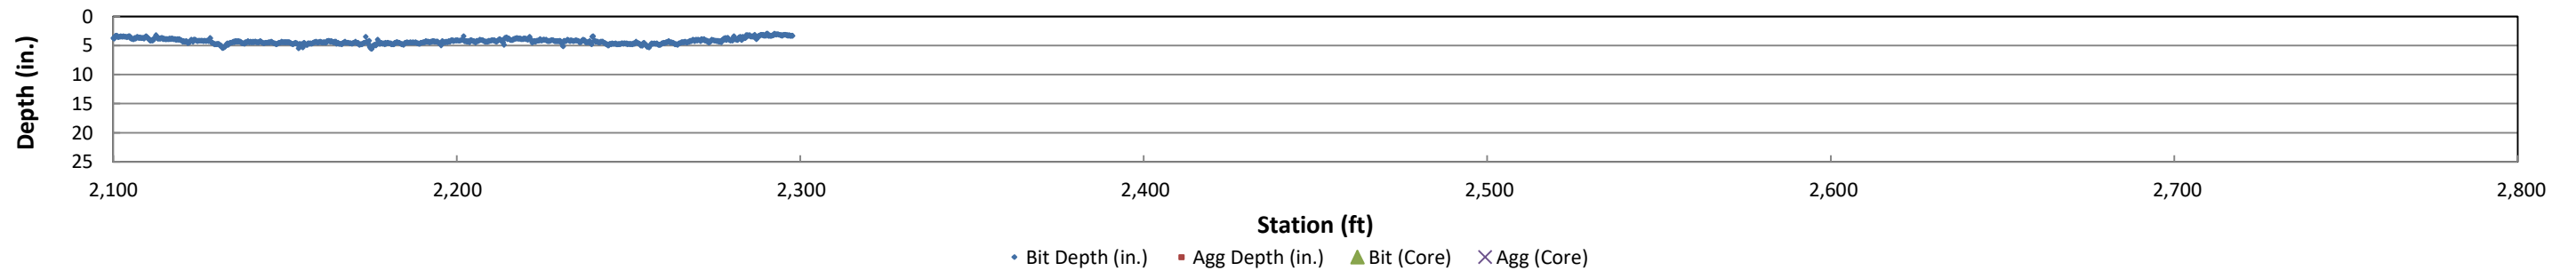 Depth (in.)
0
5
10
15
20
25
2,100 2,200 2,300 2,400 2,500 2,600 2,700 2,800
Station (ft)
Bit Depth (in.) Agg Depth (in.) Bit (Core) Agg (Core)